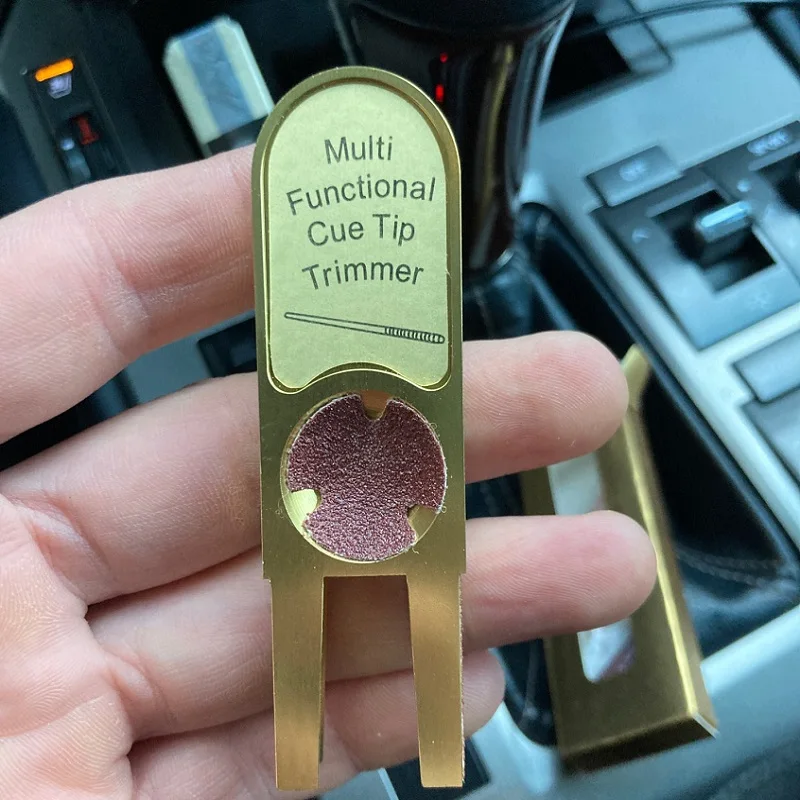 Multi
Functional
Cue Tip
Trimmer